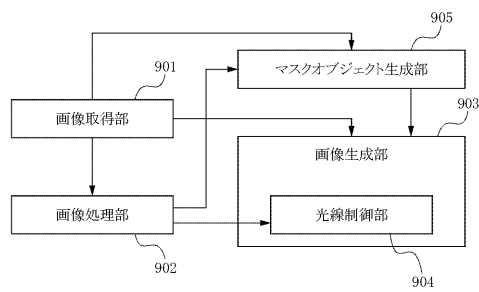 905
マスクオブジェクト生成部
901
画像取得部
903
画像生成部
画像処理部
光線制御部
902
904